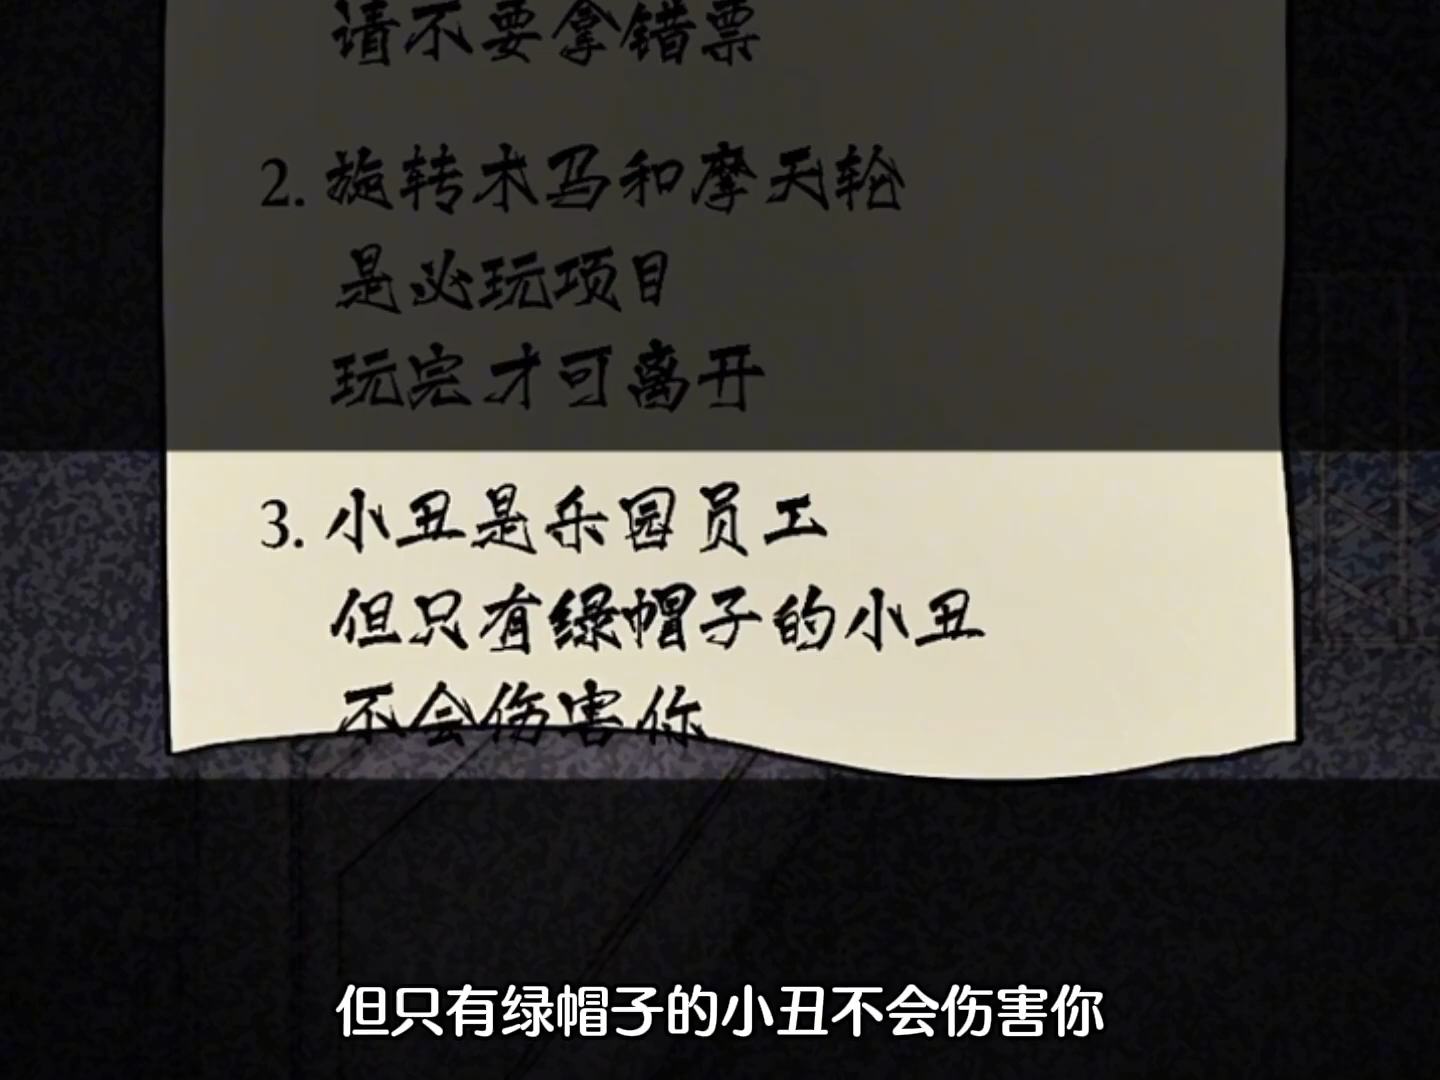 请不要拿错票
2. 旋转木马和摩天轮
是必玩项目
玩完才可离开
3. 小丑是乐园员工
但只有绿帽子的小丑
不会伤害你
但只有绿帽子的小丑不会伤害你